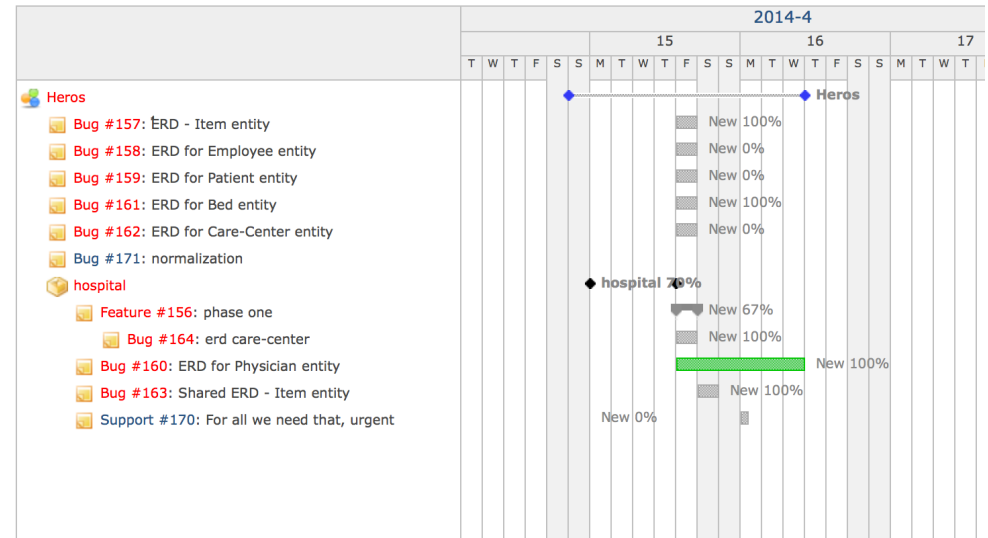 2014-4
15 16 17
T W T F S S M T W T F S S M T W T F S S M T W T
Heros Heros
Bug #157: ERD - Item entity New 100%
Bug #158: ERD for Employee entity New 0%
Bug #159: ERD for Patient entity New 0%
Bug #161: ERD for Bed entity New 100%
Bug #162: ERD for Care-Center entity New 0%
Bug #171: normalization
hospital hospital 79%
Feature #156: phase one New 67%
Bug #164: erd care-center New 100%
Bug #160: ERD for Physician entity New 100%
Bug #163: Shared ERD - Item entity New 100%
Support #170: For all we need that, urgent New 0%